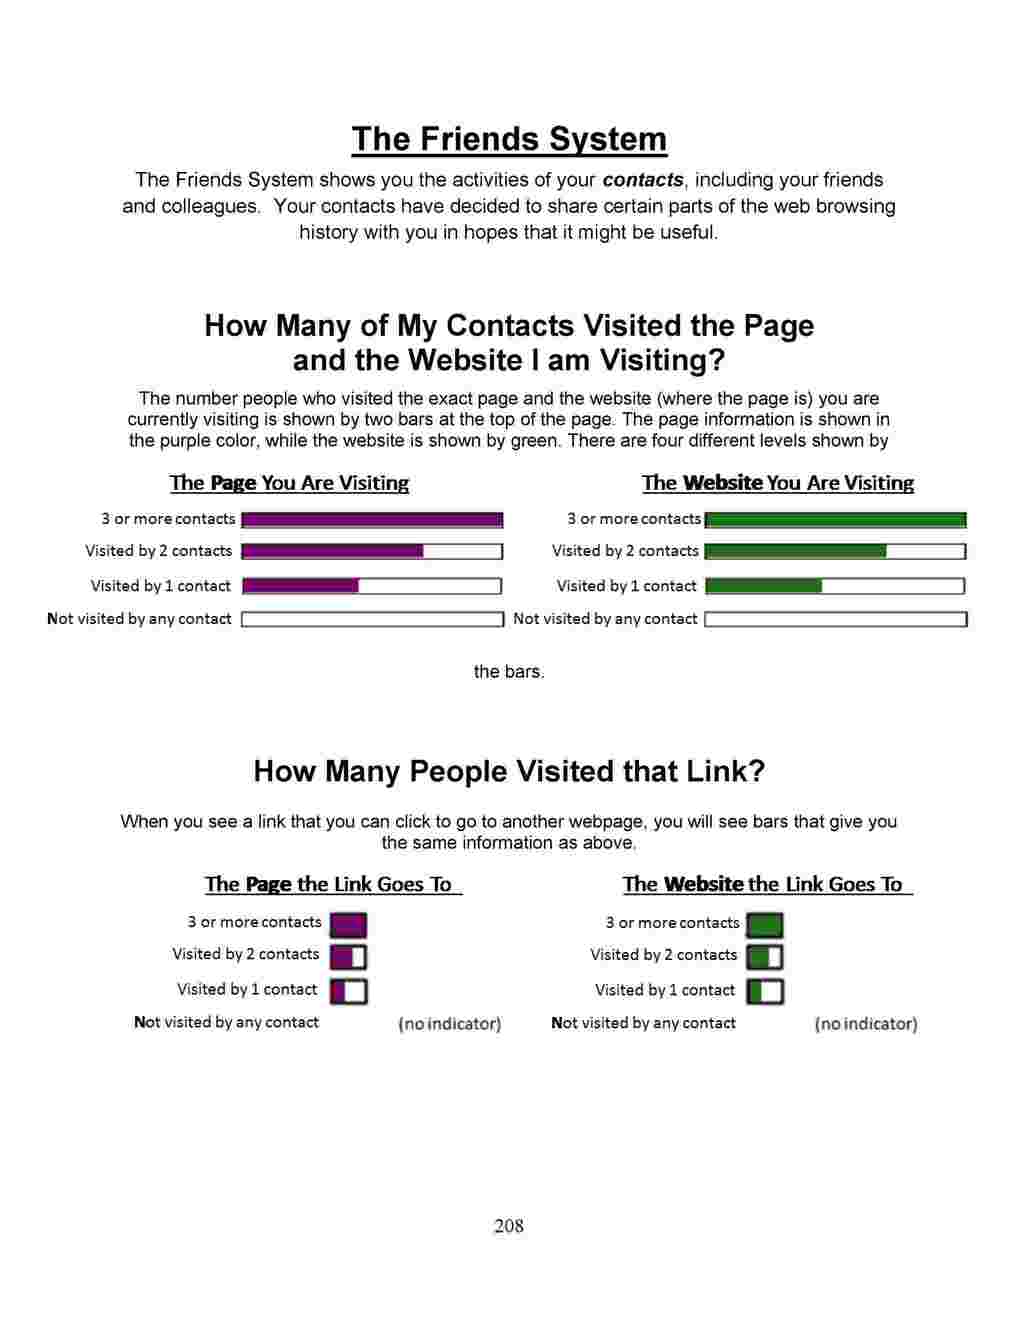 The Friends System
The Friends System shows you the activities of your contacts, including your friends
and colleagues.  Your contacts have decided to share certain parts of the web browsing
history with you in hopes that it might be useful.
How Many of My Contacts Visited the Page
and the Website I am Visiting?
The number people who visited the exact page and the website (where the page is) you are
currently visiting is shown by two bars at the top of the page. The page information is shown in
the purple color, while the website is shown by green. There are four different levels shown by
The Page You Are Visiting
3 or more contacts
Visited by 2 contacts
Visited by 1 contact
Not visited by any contact
The Website You Are Visiting
3 or more contacts
Visited by 2 contacts
Visited by 1 contact
Not visited by any contact
the bars.
How Many People Visited that Link?
When you see a link that you can click to go to another webpage, you will see bars that give you
the same information as above.
The Page the Link Goes To
3 or more contacts
Visited by 2 contacts
Visited by 1 contact
Not visited by any contact (no indicator)
The Website the Link Goes To
3 or more contacts
Visited by 2 contacts
Visited by 1 contact
Not visited by any contact (no indicator)
208